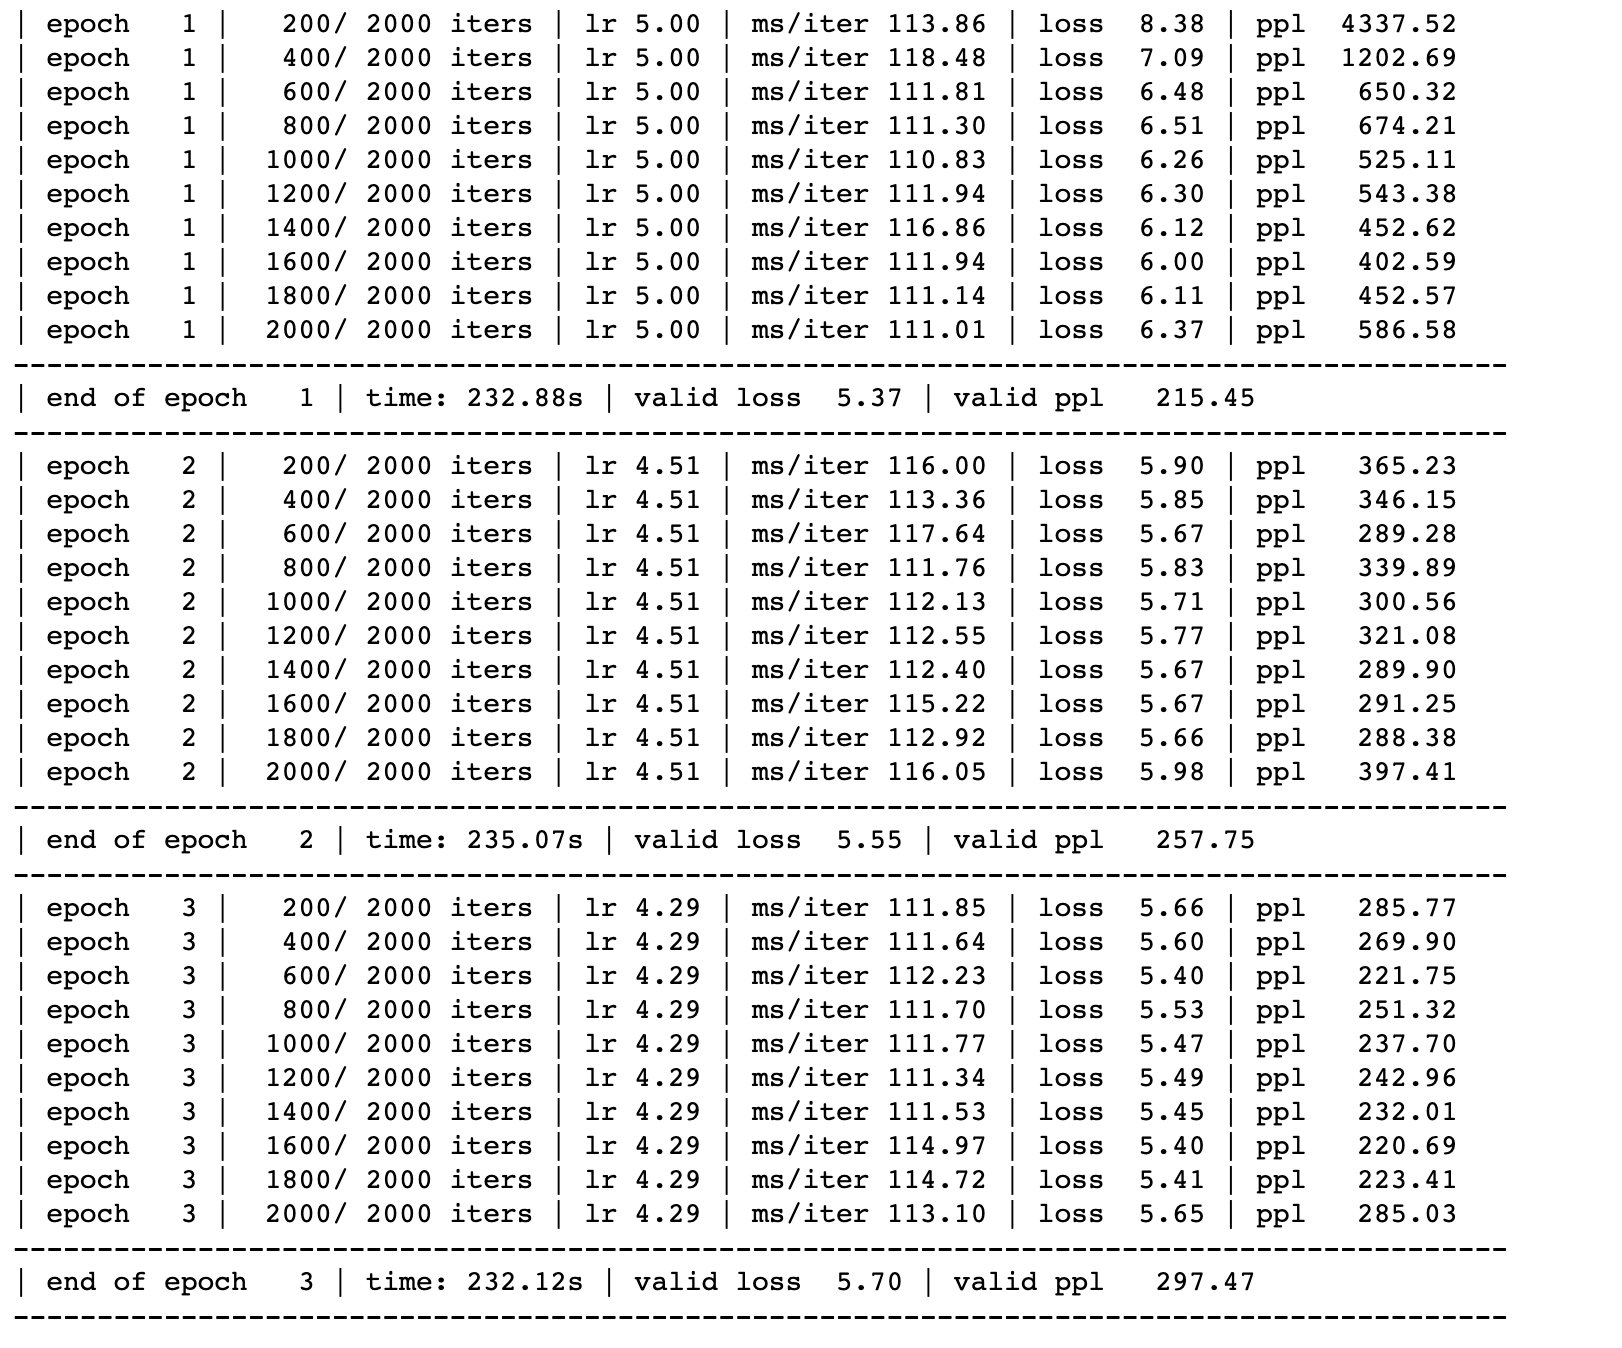 | epoch   1 |   200/ 2000 iters | lr 5.00 | ms/iter 113.86 | loss  8.38 | ppl  4337.52
| epoch   1 |   400/ 2000 iters | lr 5.00 | ms/iter 118.48 | loss  7.09 | ppl  1202.69
| epoch   1 |   600/ 2000 iters | lr 5.00 | ms/iter 111.81 | loss  6.48 | ppl   650.32
| epoch   1 |   800/ 2000 iters | lr 5.00 | ms/iter 111.30 | loss  6.51 | ppl   674.21
| epoch   1 |  1000/ 2000 iters | lr 5.00 | ms/iter 110.83 | loss  6.26 | ppl   525.11
| epoch   1 |  1200/ 2000 iters | lr 5.00 | ms/iter 111.94 | loss  6.30 | ppl   543.38
| epoch   1 |  1400/ 2000 iters | lr 5.00 | ms/iter 116.86 | loss  6.12 | ppl   452.62
| epoch   1 |  1600/ 2000 iters | lr 5.00 | ms/iter 111.94 | loss  6.00 | ppl   402.59
| epoch   1 |  1800/ 2000 iters | lr 5.00 | ms/iter 111.14 | loss  6.11 | ppl   452.57
| epoch   1 |  2000/ 2000 iters | lr 5.00 | ms/iter 111.01 | loss  6.37 | ppl   586.58
-----------------------------------------------------------------------------------------
| end of epoch   1 | time: 232.88s | valid loss  5.37 | valid ppl   215.45
-----------------------------------------------------------------------------------------
| epoch   2 |   200/ 2000 iters | lr 4.51 | ms/iter 116.00 | loss  5.90 | ppl   365.23
| epoch   2 |   400/ 2000 iters | lr 4.51 | ms/iter 113.36 | loss  5.85 | ppl   346.15
| epoch   2 |   600/ 2000 iters | lr 4.51 | ms/iter 117.64 | loss  5.67 | ppl   289.28
| epoch   2 |   800/ 2000 iters | lr 4.51 | ms/iter 111.76 | loss  5.83 | ppl   339.89
| epoch   2 |  1000/ 2000 iters | lr 4.51 | ms/iter 112.13 | loss  5.71 | ppl   300.56
| epoch   2 |  1200/ 2000 iters | lr 4.51 | ms/iter 112.55 | loss  5.77 | ppl   321.08
| epoch   2 |  1400/ 2000 iters | lr 4.51 | ms/iter 112.40 | loss  5.67 | ppl   289.90
| epoch   2 |  1600/ 2000 iters | lr 4.51 | ms/iter 115.22 | loss  5.67 | ppl   291.25
| epoch   2 |  1800/ 2000 iters | lr 4.51 | ms/iter 112.92 | loss  5.66 | ppl   288.38
| epoch   2 |  2000/ 2000 iters | lr 4.51 | ms/iter 116.05 | loss  5.98 | ppl   397.41
-----------------------------------------------------------------------------------------
| end of epoch   2 | time: 235.07s | valid loss  5.55 | valid ppl   257.75
-----------------------------------------------------------------------------------------
| epoch   3 |   200/ 2000 iters | lr 4.29 | ms/iter 111.85 | loss  5.66 | ppl   285.77
| epoch   3 |   400/ 2000 iters | lr 4.29 | ms/iter 111.64 | loss  5.60 | ppl   269.90
| epoch   3 |   600/ 2000 iters | lr 4.29 | ms/iter 112.23 | loss  5.40 | ppl   221.75
| epoch   3 |   800/ 2000 iters | lr 4.29 | ms/iter 111.70 | loss  5.53 | ppl   251.32
| epoch   3 |  1000/ 2000 iters | lr 4.29 | ms/iter 111.77 | loss  5.47 | ppl   237.70
| epoch   3 |  1200/ 2000 iters | lr 4.29 | ms/iter 111.34 | loss  5.49 | ppl   242.96
| epoch   3 |  1400/ 2000 iters | lr 4.29 | ms/iter 111.53 | loss  5.45 | ppl   232.01
| epoch   3 |  1600/ 2000 iters | lr 4.29 | ms/iter 114.97 | loss  5.40 | ppl   220.69
| epoch   3 |  1800/ 2000 iters | lr 4.29 | ms/iter 114.72 | loss  5.41 | ppl   223.41
| epoch   3 |  2000/ 2000 iters | lr 4.29 | ms/iter 113.10 | loss  5.65 | ppl   285.03
-----------------------------------------------------------------------------------------
| end of epoch   3 | time: 232.12s | valid loss  5.70 | valid ppl   297.47
-----------------------------------------------------------------------------------------